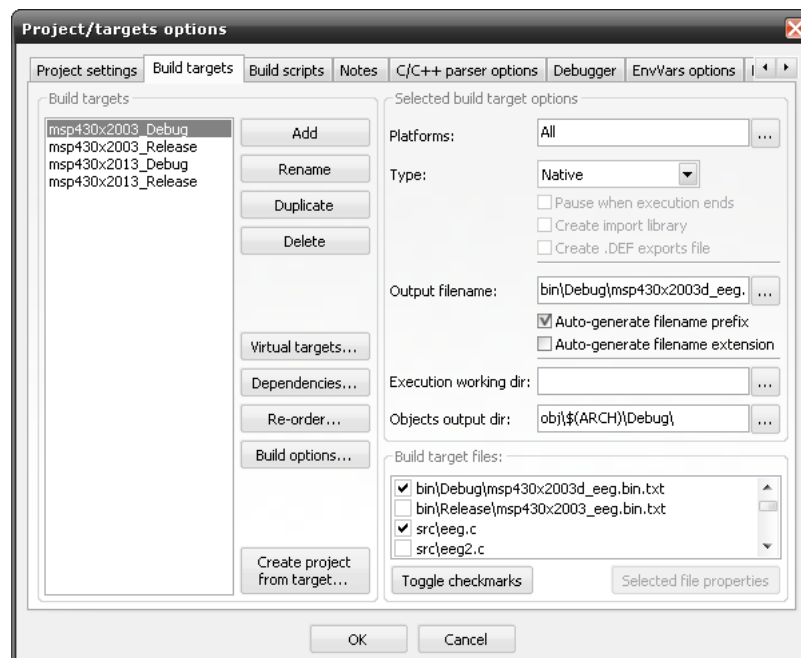 Project/targets options
Project settings
Build targets
Build scripts
Notes
C/C++ parser options
Debugger
EnvVars options
Build targets
msp430x2003_Debug
msp430x2003_Release
msp430x2013_Debug
msp430x2013_Release
Add
Rename
Duplicate
Delete
Virtual targets...
Dependencies...
Re-order...
Build options...
Create project
from target...
Selected build target options
Platforms: All ...
Type: Native
Pause when execution ends
Create import library
Create .DEF exports file
Output filename: bin\Debug\msp430x2003d_eeg. ...
Auto-generate filename prefix
Auto-generate filename extension
Execution working dir: ...
Objects output dir: obj\$(ARCH)\Debug\ ...
Build target files:
bin\Debug\msp430x2003d_eeg.bin.txt
bin\Release\msp430x2003_eeg.bin.txt
src\eeg.c
src\eeg2.c
Toggle checkmarks
Selected file properties
OK
Cancel